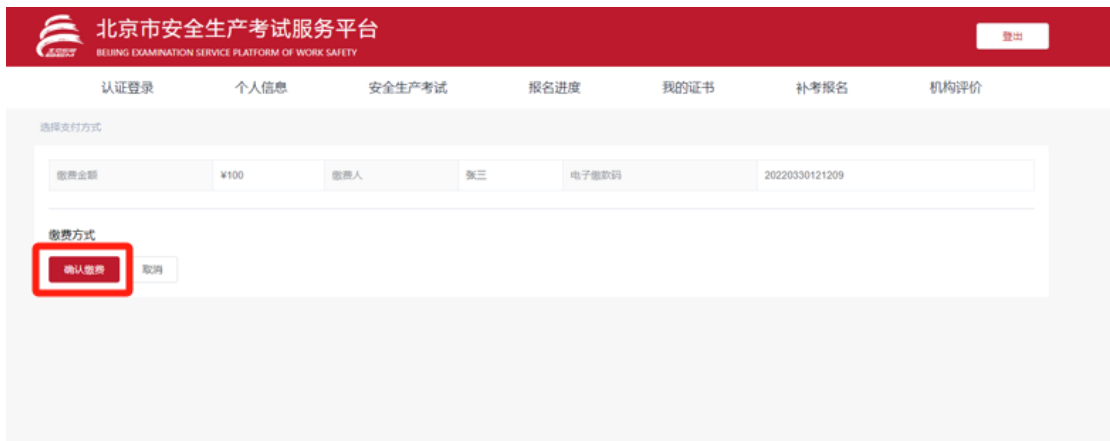 北京市安全生产考试服务平台
BEIJING EXAMINATION SERVICE PLATFORM OF WORK SAFETY
登出
认证登录 个人信息 安全生产考试 报名进度 我的证书 补考报名 机构评价
选择支付方式
缴费金额 ¥100 缴费人 张三 电子缴款码 20220330121209
缴费方式
确认缴费 取消